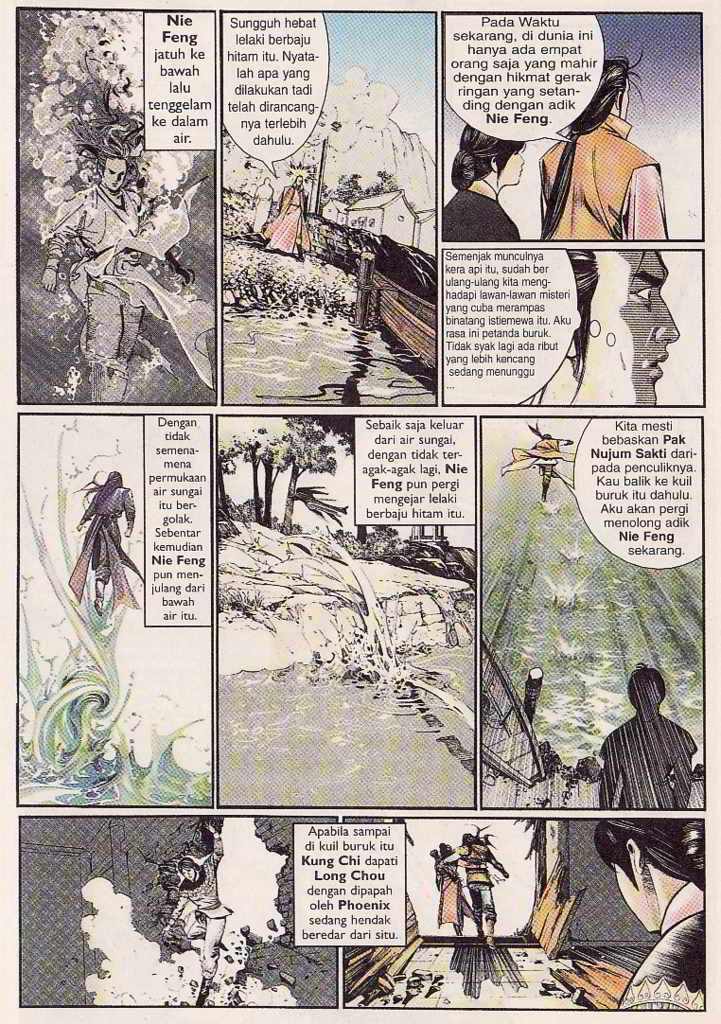 Nie
Feng
jatuh ke
bawah
lalu
tenggelam
ke dalam
air.
Sungguh hebat
lelaki berbaju
hitam itu. Nyata-
lah apa yang
dilakukan tadi
telah dirancang-
nya terlebih
dahulu.
Pada Waktu
sekarang, di dunia ini
hanya ada empat
orang saja yang mahir
dengan hikmat gerak
ringan yang setan-
ding dengan adik
Nie Feng.
Semenjak munculnya
kera api itu, sudah ber
ulang-ulang kita meng-
hadapi lawan-lawan misteri
yang cuba merampas
binatang istiemewa itu. Aku
rasa ini petanda buruk.
Tidak syak lagi ada ribut
yang lebih kencang
sedang menunggu
...
Dengan
tidak
semena-
mena
permukaan
air sungai
itu ber-
golak.
Sebentar
kemudian
Nie Feng
pun men-
julang dari
bawah
air itu.
Sebaik saja keluar
dari air sungai,
dengan tidak ter-
agak-agak lagi, Nie
Feng pun pergi
mengejar lelaki
berbaju hitam itu.
Kita mesti
bebaskan Pak
Nujum Sakti dari-
pada penculiknya.
Kau balik ke kuil
buruk itu dahulu.
Aku akan pergi
menolong adik
Nie Feng
sekarang.
Apabila sampai
di kuil buruk itu
Kung Chi dapati
Long Chou
dengan dipapah
oleh Phoenix
sedang hendak
beredar dari situ.